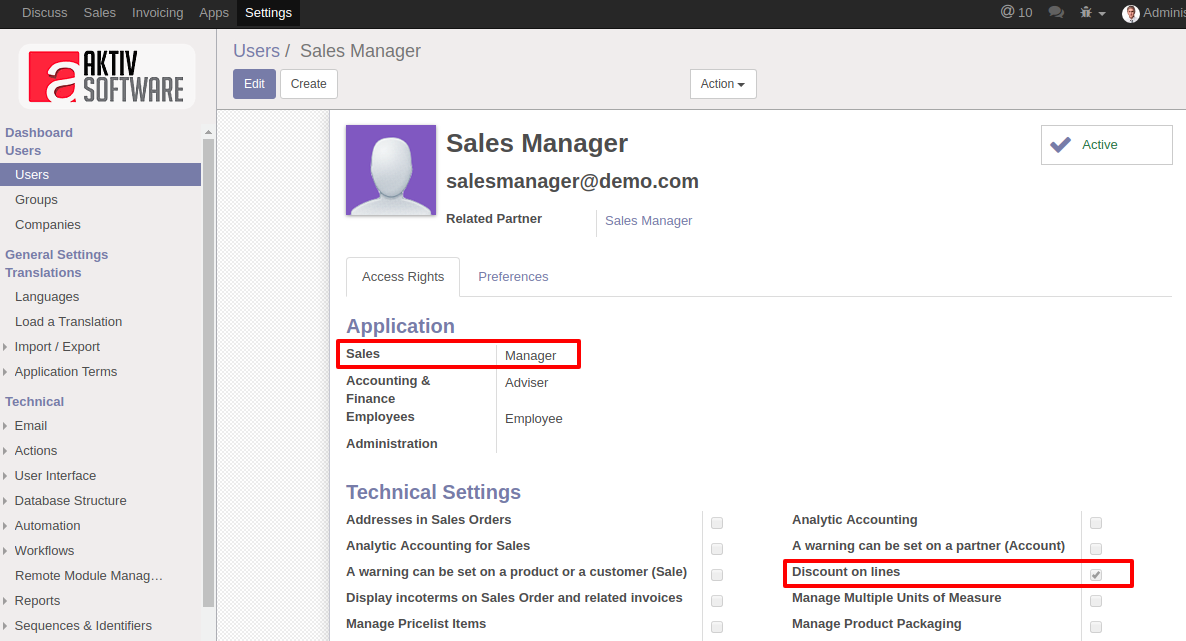 Discuss Sales Invoicing Apps Settings @ 10 Adminis
AKTIV
SOFTWARE
Dashboard
Users
Users
Groups
Companies
General Settings
Translations
Languages
Load a Translation
Import / Export
Application Terms
Technical
Email
Actions
User Interface
Database Structure
Automation
Workflows
Remote Module Manag…
Reports
Sequences & Identifiers
Users / Sales Manager
Edit Create Action
Sales Manager
salesmanager@demo.com
Related Partner Sales Manager
Active
Access Rights Preferences
Application
Sales Manager
Accounting & Adviser
Finance
Employees Employee
Administration
Technical Settings
Addresses in Sales Orders Analytic Accounting
Analytic Accounting for Sales A warning can be set on a partner (Account)
A warning can be set on a product or a customer (Sale) Discount on lines
Display incoterms on Sales Order and related invoices Manage Multiple Units of Measure
Manage Pricelist Items Manage Product Packaging